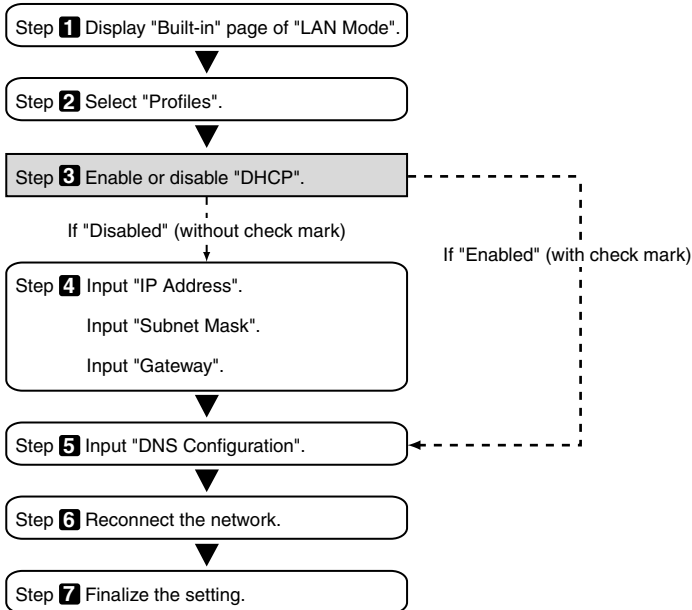 Step 1 Display "Built-in" page of "LAN Mode".
Step 2 Select "Profiles".
Step 3 Enable or disable "DHCP".
If "Disabled" (without check mark)
If "Enabled" (with check mark)
Step 4 Input "IP Address".
Input "Subnet Mask".
Input "Gateway".
Step 5 Input "DNS Configuration".
Step 6 Reconnect the network.
Step 7 Finalize the setting.